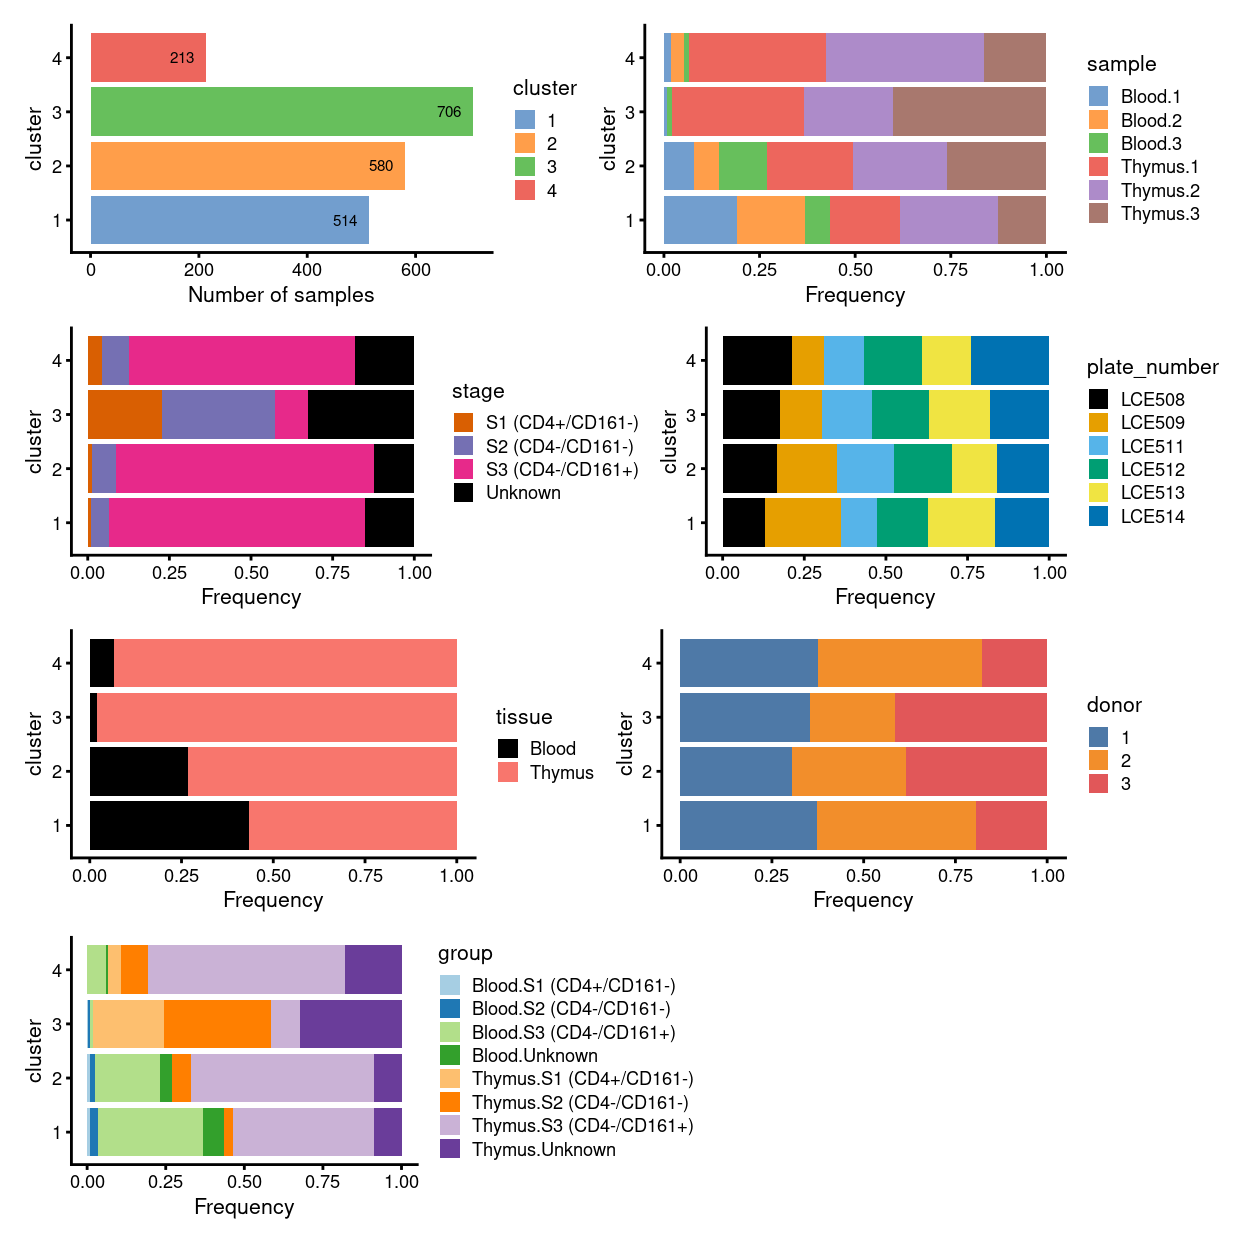 cluster
4
3
2
1
213
706
580
514
0
200
400
600
Number of samples
cluster
1
2
3
4
cluster
4
3
2
1
0.00
0.25
0.50
0.75
1.00
Frequency
sample
Blood.1
Blood.2
Blood.3
Thymus.1
Thymus.2
Thymus.3
cluster
4
3
2
1
0.00
0.25
0.50
0.75
1.00
Frequency
stage
S1 (CD4+/CD161-)
S2 (CD4-/CD161-)
S3 (CD4-/CD161+)
Unknown
cluster
4
3
2
1
0.00
0.25
0.50
0.75
1.00
Frequency
plate_number
LCE508
LCE509
LCE511
LCE512
LCE513
LCE514
cluster
4
3
2
1
0.00
0.25
0.50
0.75
1.00
Frequency
tissue
Blood
Thymus
cluster
4
3
2
1
0.00
0.25
0.50
0.75
1.00
Frequency
donor
1
2
3
cluster
4
3
2
1
0.00
0.25
0.50
0.75
1.00
Frequency
group
Blood.S1 (CD4+/CD161-)
Blood.S2 (CD4-/CD161-)
Blood.S3 (CD4-/CD161+)
Blood.Unknown
Thymus.S1 (CD4+/CD161-)
Thymus.S2 (CD4-/CD161-)
Thymus.S3 (CD4-/CD161+)
Thymus.Unknown